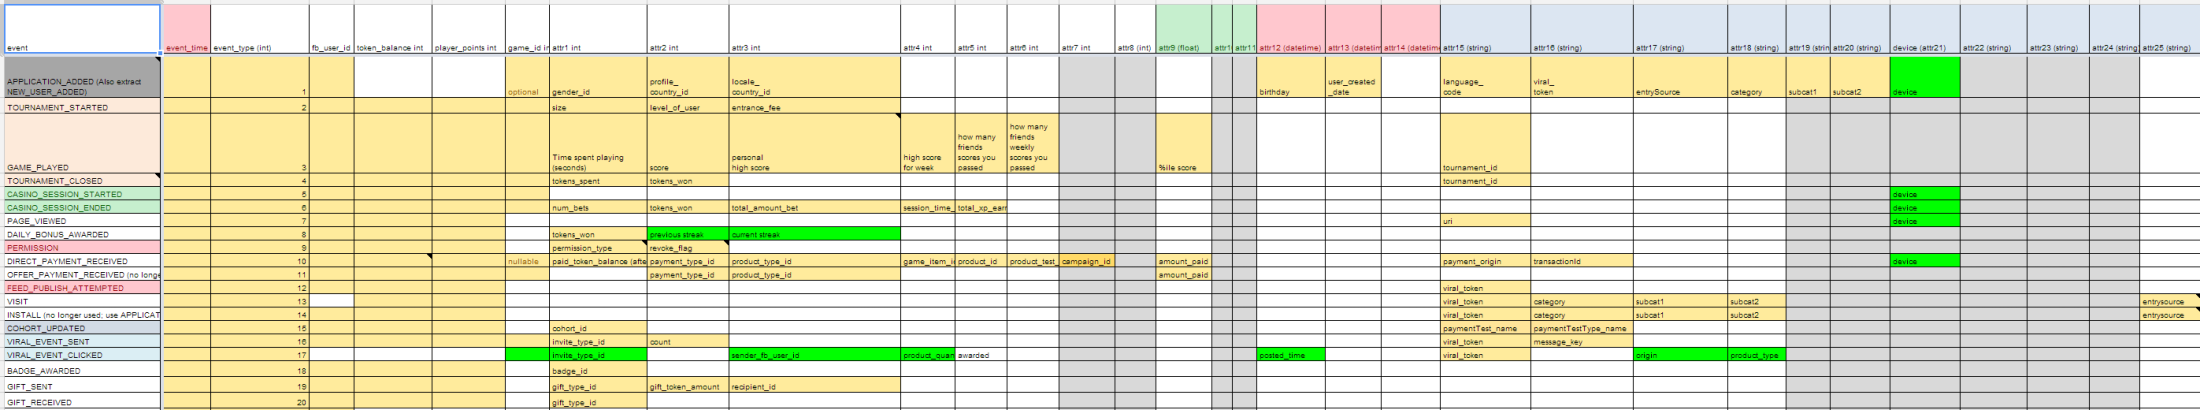 event event_time event_type (int) fb_user_id token_balance int player_points int game_id in attr1 int attr2 int attr3 int attr4 int attr5 int attr6 int attr7 int attr8 (int) attr9 (float) attr1 attr11 attr12 (datetime) attr13 (datetim attr14 (datetime attr15 (string) attr16 (string) attr17 (string) attr18 (string) attr19 (strin attr20 (string) device (attr21) attr22 (string) attr23 (string) attr24 (string) attr25 (string)
APPLICATION_ADDED (Also extract
NEW_USER_ADDED) 1 optional gender_id
profile_
country_id
locale_
country_id
birthday
user_created
_date
language_
code
viral_
token
entrySource category subcat1 subcat2 device
TOURNAMENT_STARTED 2 size level_of_user entrance_fee
GAME_PLAYED 3
Time spent playing
(seconds)
score
personal
high score
high score
for week
how many
friends
scores you
passed
how many
friends
weekly
scores you
passed
%ile score tournament_id
TOURNAMENT_CLOSED 4 tokens_spent tokens_won tournament_id
CASINO_SESSION_STARTED 5 device
CASINO_SESSION_ENDED 6 num_bets tokens_won total_amount_bet session_time_ total_xp_earn device
PAGE_VIEWED 7 uri device
DAILY_BONUS_AWARDED 8 tokens_won previous streak current streak
PERMISSION 9 permission_type revoke_flag
DIRECT_PAYMENT_RECEIVED 10 nullable paid_token_balance (afte payment_type_id product_type_id game_item_i product_id product_test_ campaign_id amount_paid payment_origin transactionId device
OFFER_PAYMENT_RECEIVED (no longe 11 payment_type_id product_type_id amount_paid
FEED_PUBLISH_ATTEMPTED 12 viral_token
VISIT 13 viral_token category subcat1 subcat2 entrysource
INSTALL (no longer used; use APPLICAT 14 viral_token category subcat1 subcat2 entrysource
COHORT_UPDATED 15 cohort_id paymentTest_name paymentTestType_name
VIRAL_EVENT_SENT 16 invite_type_id count viral_token message_key
VIRAL_EVENT_CLICKED 17 invite_type_id sender_fb_user_id product_quan awarded posted_time viral_token origin product_type
BADGE_AWARDED 18 badge_id
GIFT_SENT 19 gift_type_id gift_token_amount recipient_id
GIFT_RECEIVED 20 gift_type_id